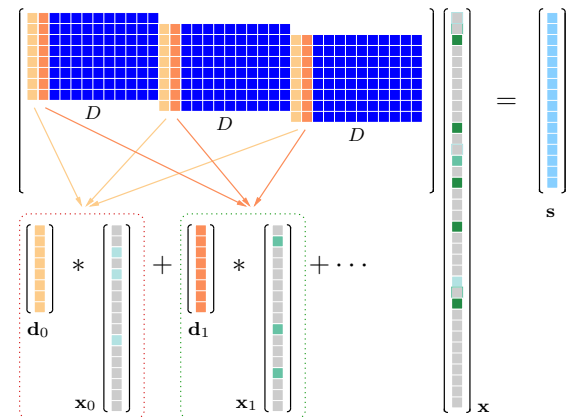 D
D
D
=
s
* + * + ⋯
d₀
d₁
x₀
x₁
x